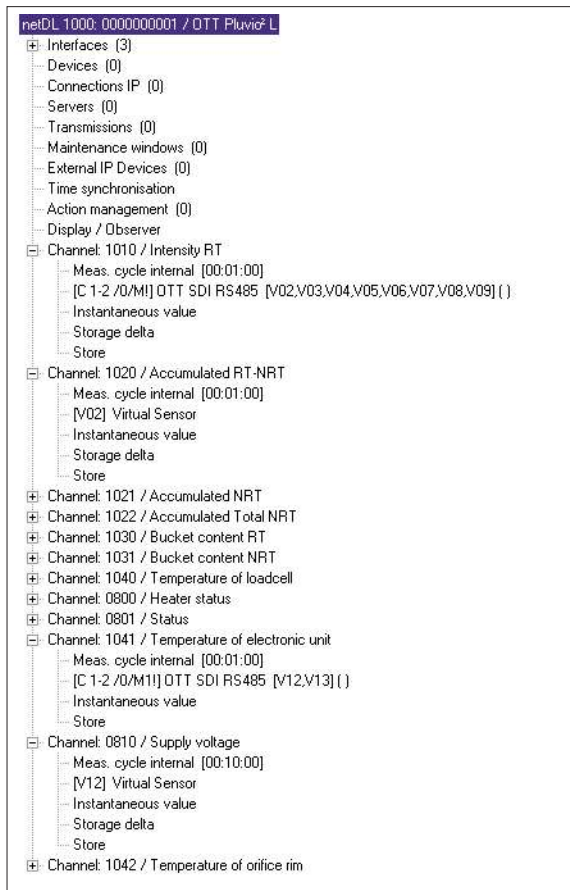 netDL 1000: 0000000001 / OTT Pluvio² L
Interfaces (3)
Devices (0)
Connections IP (0)
Servers (0)
Transmissions (0)
Maintenance windows (0)
External IP Devices (0)
Time synchronisation
Action management (0)
Display / Observer
Channel: 1010 / Intensity RT
Meas. cycle internal [00:01:00]
[C 1-2 /0/M!] OTT SDI RS485 [V02,V03,V04,V05,V06,V07,V08,V09] ( )
Instantaneous value
Storage delta
Store
Channel: 1020 / Accumulated RT-NRT
Meas. cycle internal [00:01:00]
[V02] Virtual Sensor
Instantaneous value
Storage delta
Store
Channel: 1021 / Accumulated NRT
Channel: 1022 / Accumulated Total NRT
Channel: 1030 / Bucket content RT
Channel: 1031 / Bucket content NRT
Channel: 1040 / Temperature of loadcell
Channel: 0800 / Heater status
Channel: 0801 / Status
Channel: 1041 / Temperature of electronic unit
Meas. cycle internal [00:01:00]
[C 1-2 /0/M1!] OTT SDI RS485 [V12,V13] ( )
Instantaneous value
Store
Channel: 0810 / Supply voltage
Meas. cycle internal [00:10:00]
[V12] Virtual Sensor
Instantaneous value
Storage delta
Store
Channel: 1042 / Temperature of orifice rim